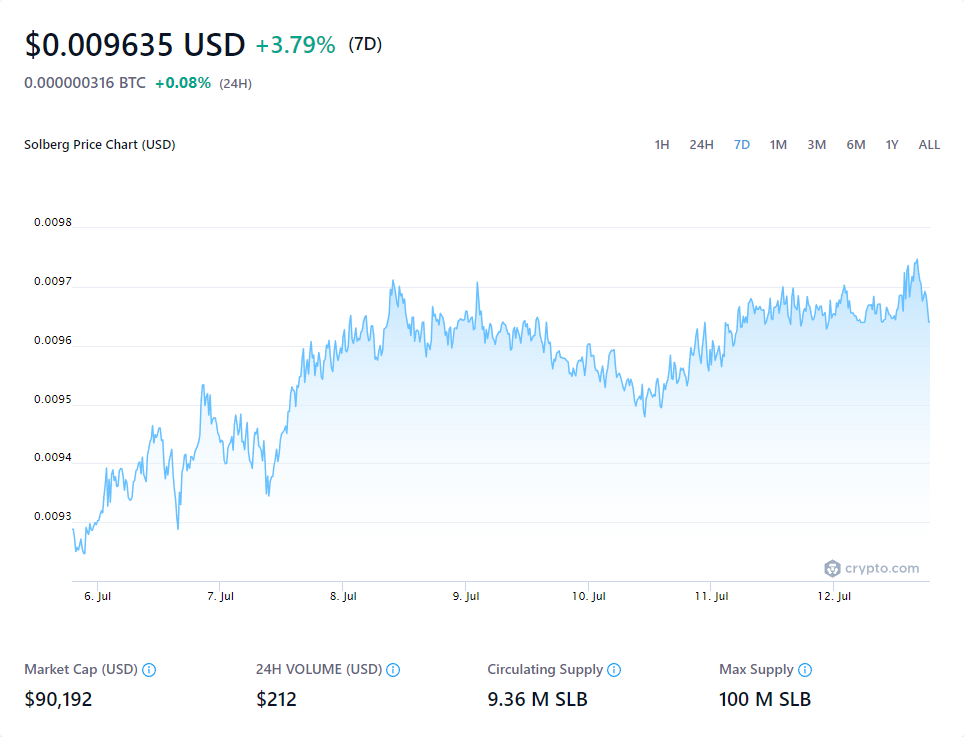 $0.009635 USD +3.79% (7D)
0.000000316 BTC +0.08% (24H)
Solberg Price Chart (USD)
1H 24H 7D 1M 3M 6M 1Y ALL
0.0098
0.0097
0.0096
0.0095
0.0094
0.0093
crypto.com
6. Jul 7. Jul 8. Jul 9. Jul 10. Jul 11. Jul 12. Jul
Market Cap (USD) 24H VOLUME (USD) Circulating Supply Max Supply
$90,192 $212 9.36 M SLB 100 M SLB